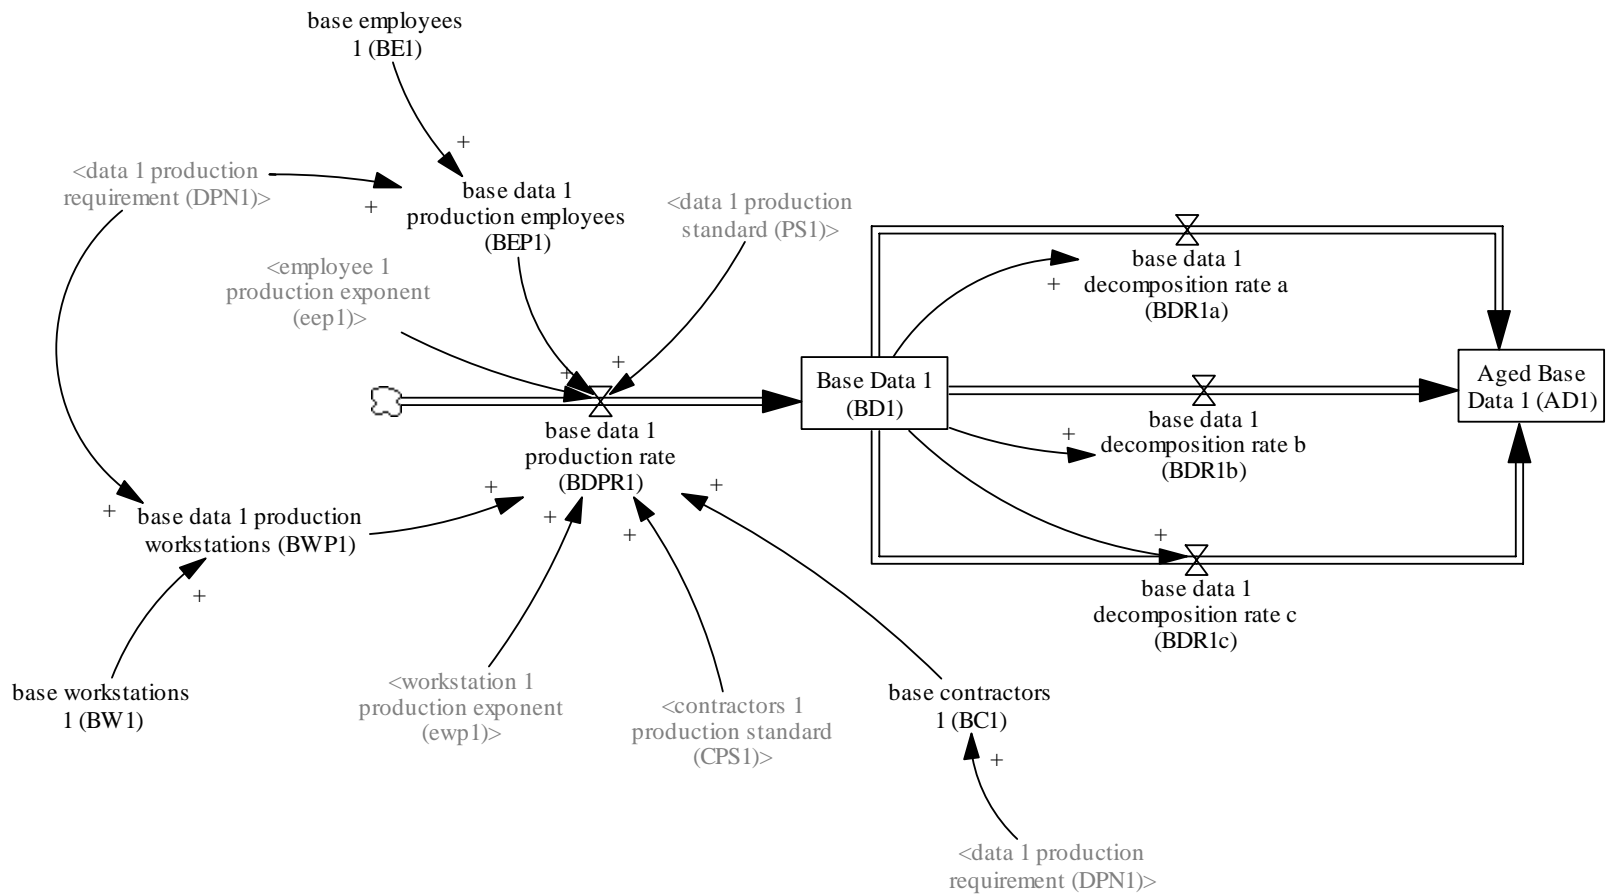 base employees
1 (BE1)
+
<data 1 production
requirement (DPN1)>
+
base data 1
production employees
(BEP1)
<data 1 production
standard (PS1)>
<employee 1
production exponent
(eep1)>
+
+
base data 1
decomposition rate a
(BDR1a)
+
Base Data 1
(BD1)
Aged Base
Data 1 (AD1)
base data 1
production rate
(BDPR1)
base data 1
decomposition rate b
(BDR1b)
+
+
base data 1 production
workstations (BWP1)
+
+
+
+
+
base data 1
decomposition rate c
(BDR1c)
+
base workstations
1 (BW1)
+
<workstation 1
production exponent
(ewp1)>
<contractors 1
production standard
(CPS1)>
base contractors
1 (BC1)
+
<data 1 production
requirement (DPN1)>